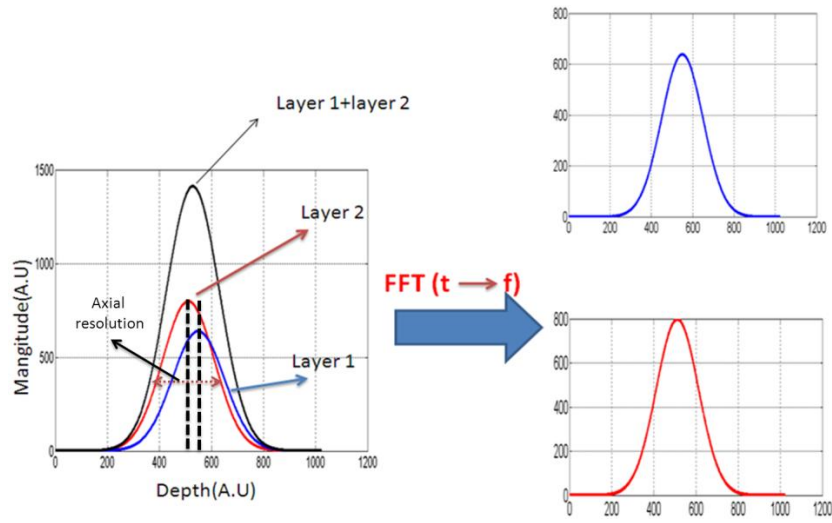 Layer 1+layer 2
1500
1000
500
0
Mangitude(A.U)
Layer 2
Axial
resolution
Layer 1
0 200 400 600 800 1000 1200
Depth(A.U)
FFT (t → f)
800
600
400
200
0
0 200 400 600 800 1000 1200
800
600
400
200
0
0 200 400 600 800 1000 1200